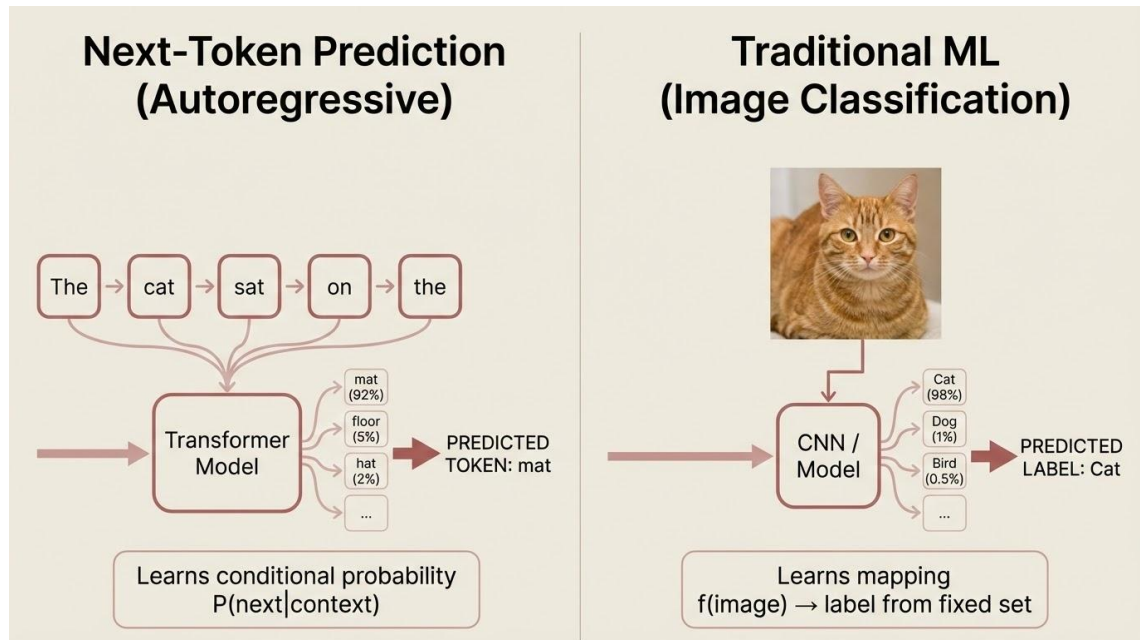 Next-Token Prediction
(Autoregressive)
The
cat
sat
on
the
Transformer
Model
mat
(92%)
floor
(5%)
hat
(2%)
...
PREDICTED
TOKEN: mat
Learns conditional probability
P(next|context)
Traditional ML
(Image Classification)
CNN /
Model
Cat
(98%)
Dog
(1%)
Bird
(0.5%)
...
PREDICTED
LABEL: Cat
Learns mapping
f(image) → label from fixed set